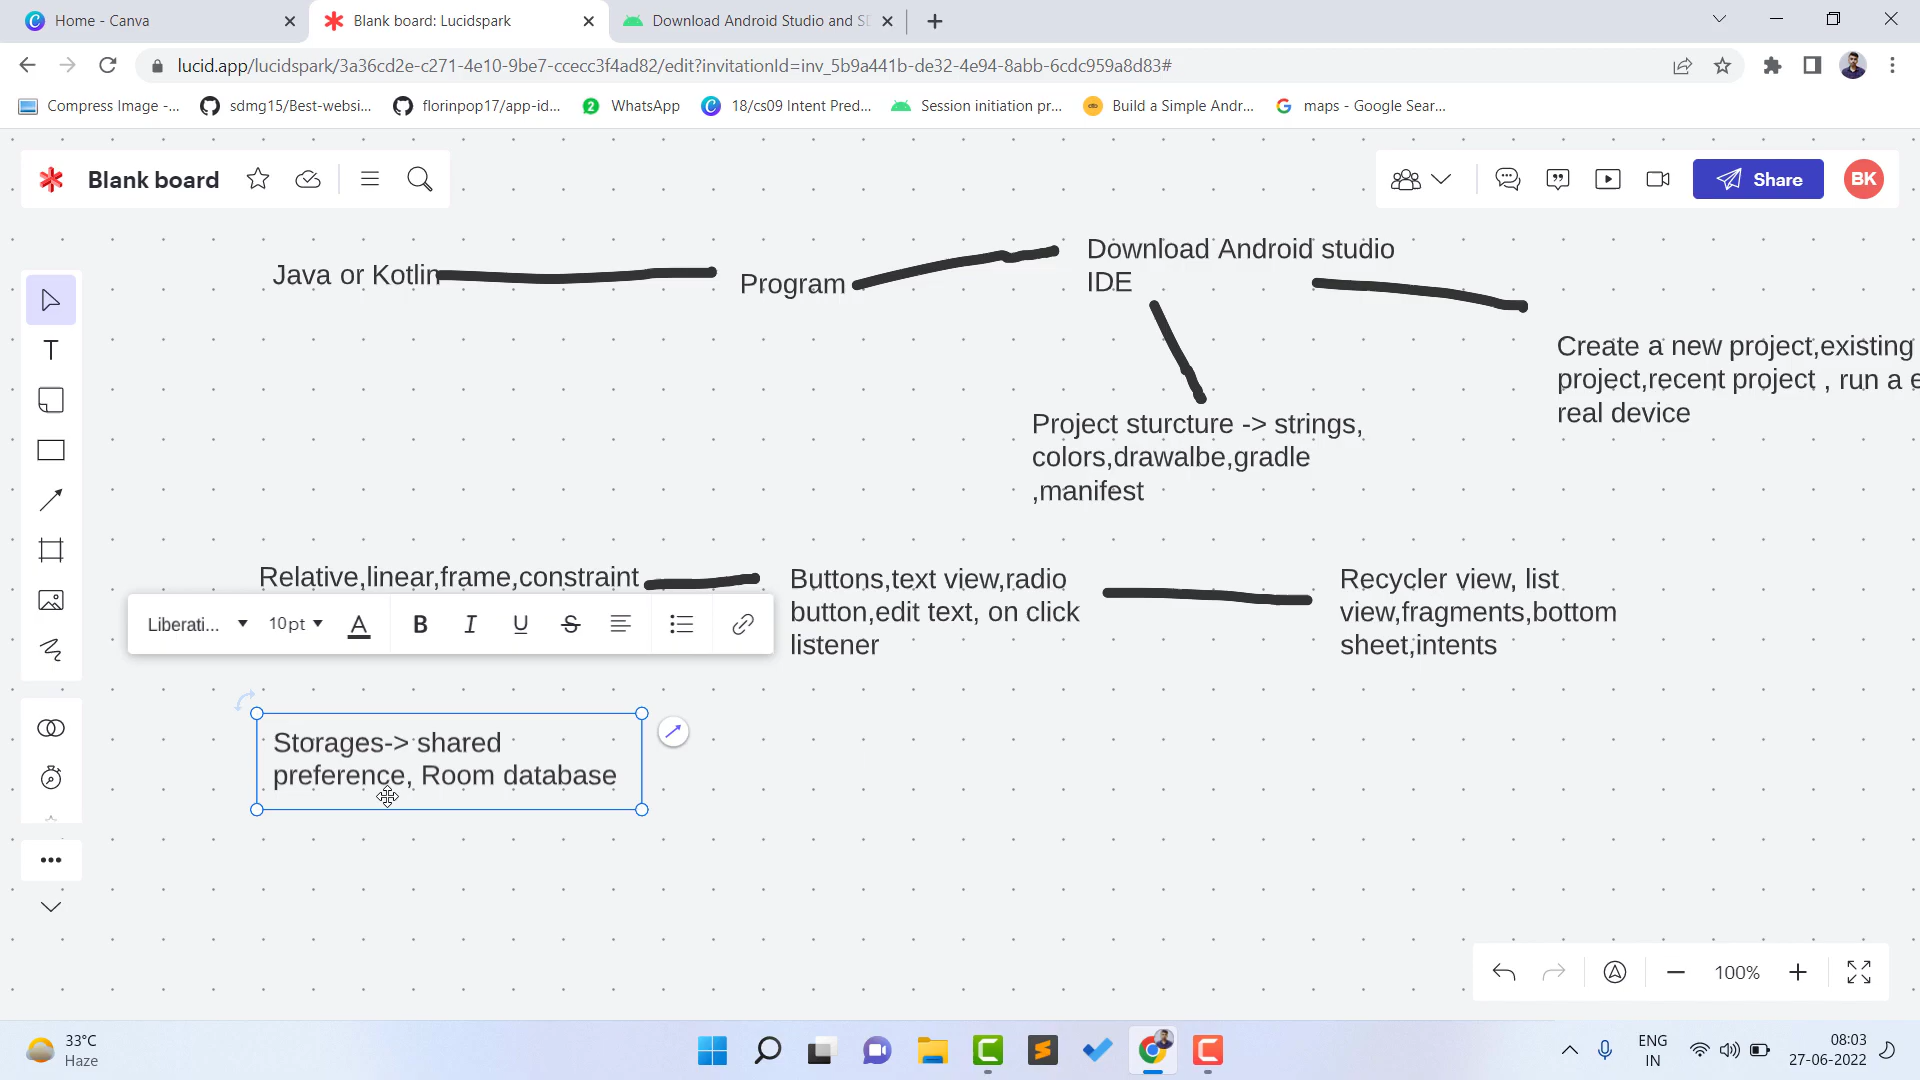 Home - Canva
Blank board: Lucidspark
Download Android Studio and S
lucid.app/lucidspark/3a36cd2e-c271-4e10-9be7-ccecc3f4ad82/edit?invitationId=inv_5b9a441b-de32-4e94-8abb-6cdc959a8d83#
Compress Image -...
sdmg15/Best-websi...
florinpop17/app-id...
WhatsApp
18/cs09 Intent Pred...
Session initiation pr...
Build a Simple Andr...
maps - Google Sear...
Blank board
Share
BK
Java or Kotlin
Program
Download Android studio
IDE
Create a new project,existing
project,recent project , run a e
real device
Project sturcture -> strings,
colors,drawalbe,gradle
,manifest
Relative,linear,frame,constraint
Buttons,text view,radio
button,edit text, on click
listener
Recycler view, list
view,fragments,bottom
sheet,intents
Liberati...
10pt
A
B
I
U
S
T
Storages-> shared
preference, Room database
100%
33°C
Haze
ENG
IN
08:03
27-06-2022